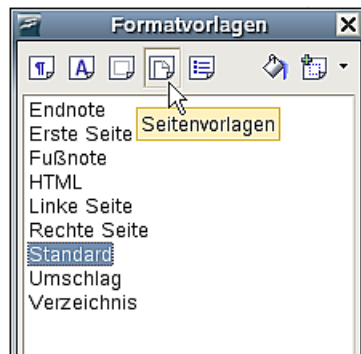 Formatvorlagen
Seitenvorlagen
Endnote
Erste Seite
Fußnote
HTML
Linke Seite
Rechte Seite
Standard
Umschlag
Verzeichnis